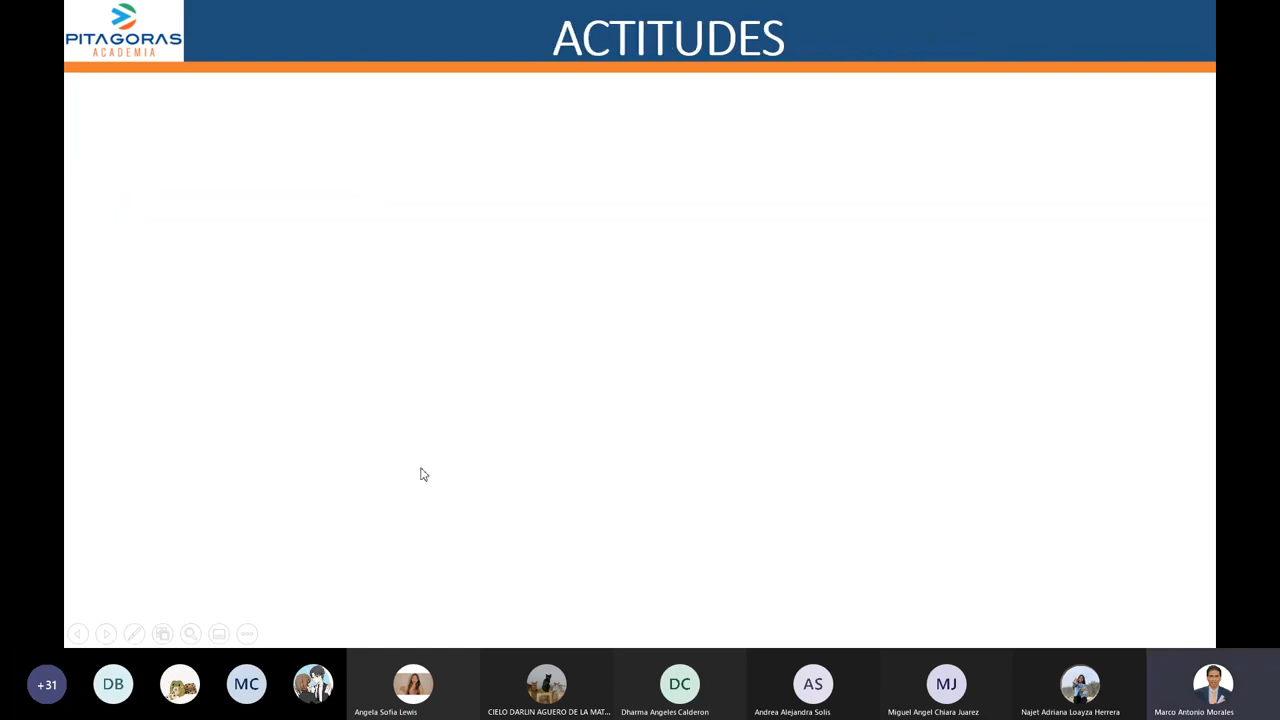 PITAGORAS
ACADEMIA
ACTITUDES
+31
DB
MC
DC
AS
MJ
Angela Sofia Lewis
CIELO DARLIN AGUERO DE LA MAT...
Dharma Angeles Calderon
Andrea Alejandra Solis
Miguel Angel Chiara Juarez
Najet Adriana Loayza Herrera
Marco Antonio Morales